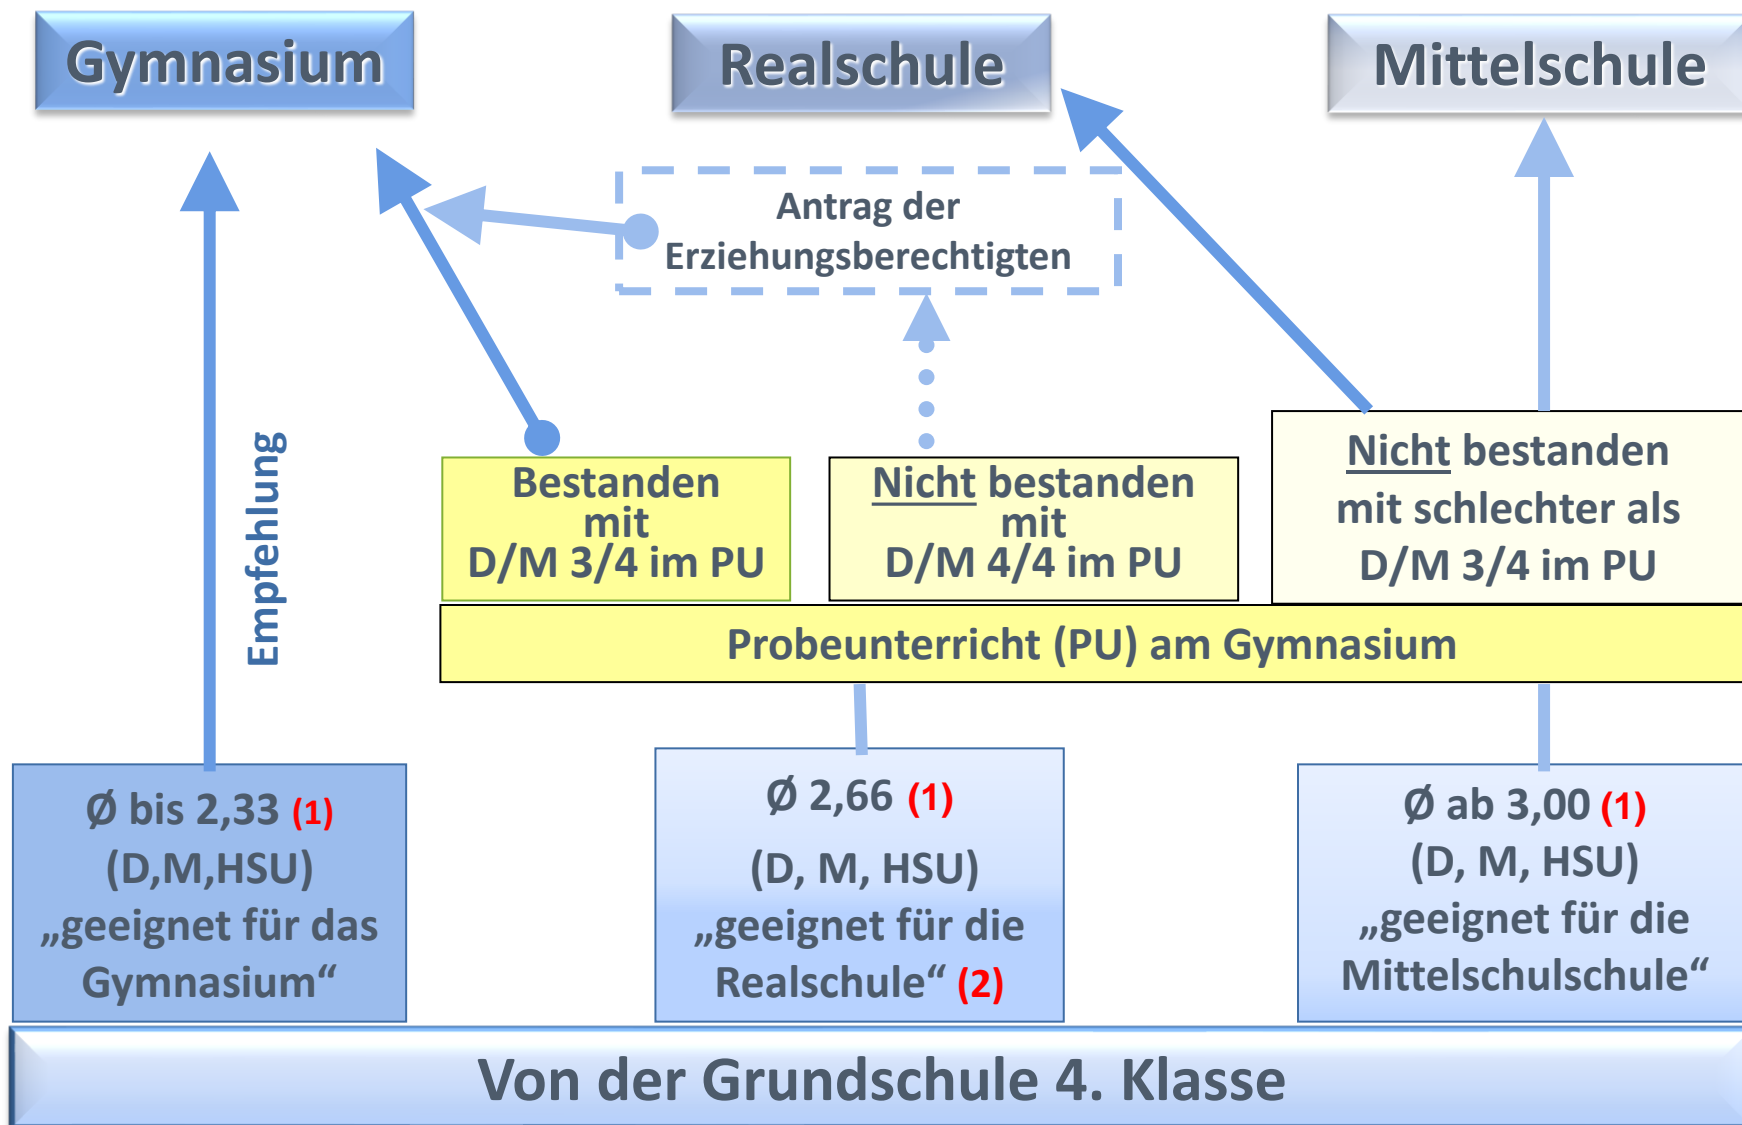 Gymnasium
Realschule
Mittelschule
Antrag der
Erziehungsberechtigten
Empfehlung
Bestanden
mit
D/M 3/4 im PU
Nicht bestanden
mit
D/M 4/4 im PU
Nicht bestanden
mit schlechter als
D/M 3/4 im PU
Probeunterricht (PU) am Gymnasium
Ø bis 2,33 (1)
(D,M,HSU)
„geeignet für das
Gymnasium“
Ø 2,66 (1)
(D, M, HSU)
„geeignet für die
Realschule“ (2)
Ø ab 3,00 (1)
(D, M, HSU)
„geeignet für die
Mittelschulschule“
Von der Grundschule 4. Klasse